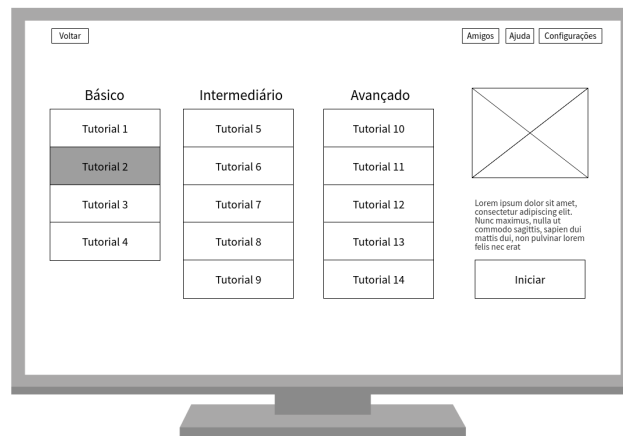 Voltar
Amigos
Ajuda
Configurações
Básico
Tutorial 1
Tutorial 2
Tutorial 3
Tutorial 4
Intermediário
Tutorial 5
Tutorial 6
Tutorial 7
Tutorial 8
Tutorial 9
Avançado
Tutorial 10
Tutorial 11
Tutorial 12
Tutorial 13
Tutorial 14
Lorem ipsum dolor sit amet,
consectetur adipiscing elit.
Nunc maximus, nulla ut
commodo sagittis, sapien dui
mattis dui, non pulvinar lorem
felis nec erat
Iniciar